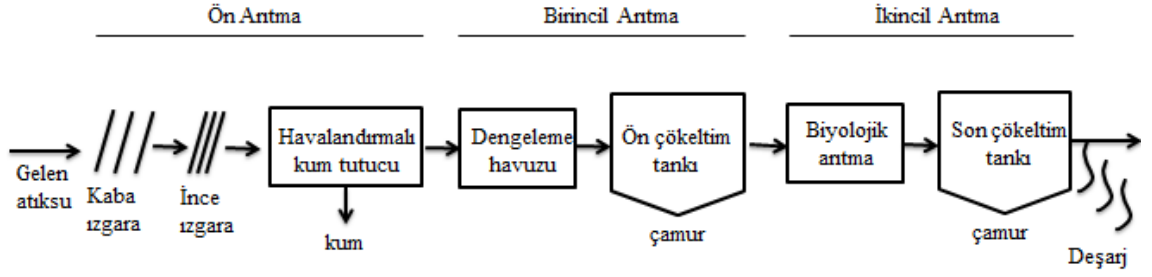 Ön Arıtma
Birincil Arıtma
İkincil Arıtma
Gelen
atıksu
Kaba
ızgara
İnce
ızgara
Havalandırmalı
kum tutucu
kum
Dengeleme
havuzu
Ön çökeltim
tankı
çamur
Biyolojik
arıtma
Son çökeltim
tankı
çamur
Deşarj